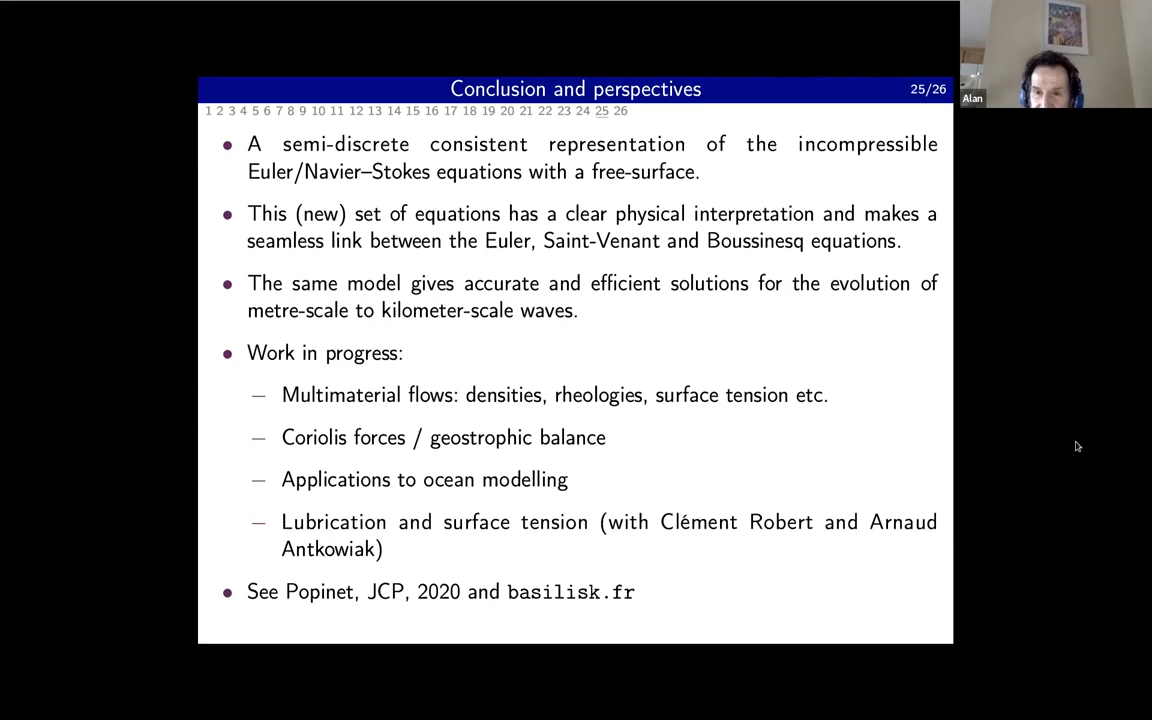 Conclusion and perspectives
25/26
1 2 3 4 5 6 7 8 9 10 11 12 13 14 15 16 17 18 19 20 21 22 23 24 25 26
Alan
• A semi-discrete consistent representation of the incompressible
Euler/Navier–Stokes equations with a free-surface.
• This (new) set of equations has a clear physical interpretation and makes a
seamless link between the Euler, Saint-Venant and Boussinesq equations.
• The same model gives accurate and efficient solutions for the evolution of
metre-scale to kilometer-scale waves.
• Work in progress:
– Multimaterial flows: densities, rheologies, surface tension etc.
– Coriolis forces / geostrophic balance
– Applications to ocean modelling
– Lubrication and surface tension (with Clément Robert and Arnaud
Antkowiak)
• See Popinet, JCP, 2020 and basilisk.fr